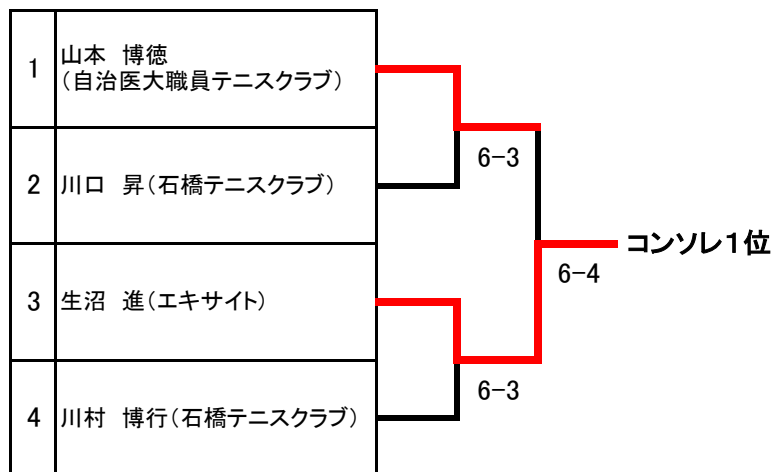 1
山本　博徳
（自治医大職員テニスクラブ）
2
川口　昇（石橋テニスクラブ）
3
生沼　進（エキサイト）
4
川村　博行（石橋テニスクラブ）
6-3
6-3
6-4
コンソレ１位